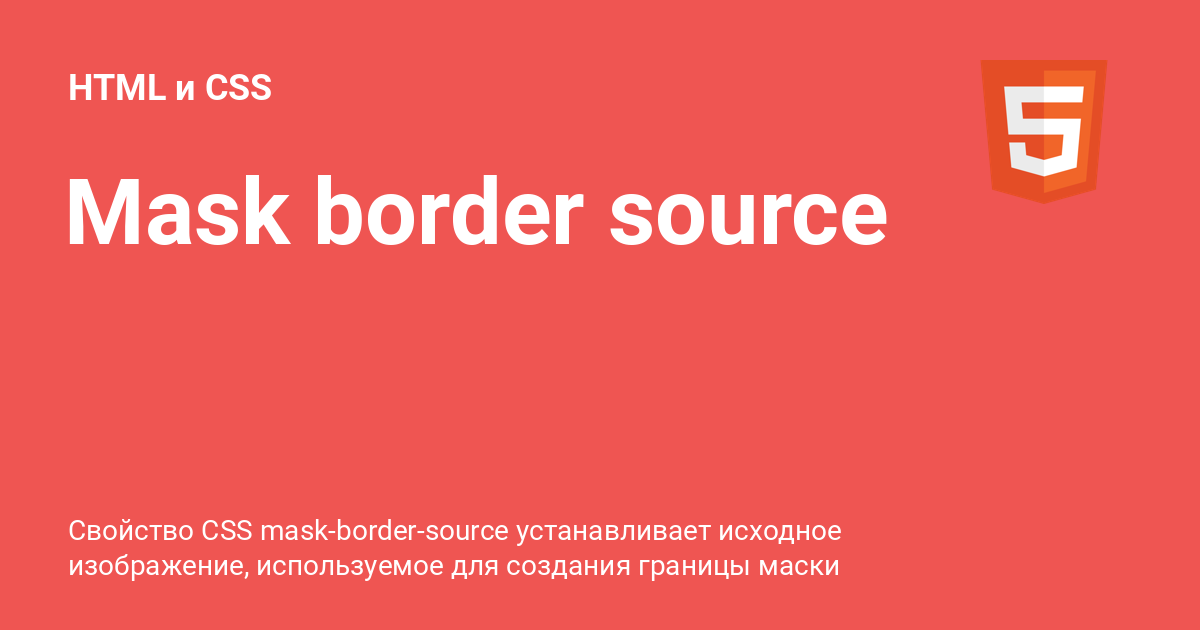 HTML и CSS
Mask border source
Свойство CSS mask-border-source устанавливает исходное
изображение, используемое для создания границы маски